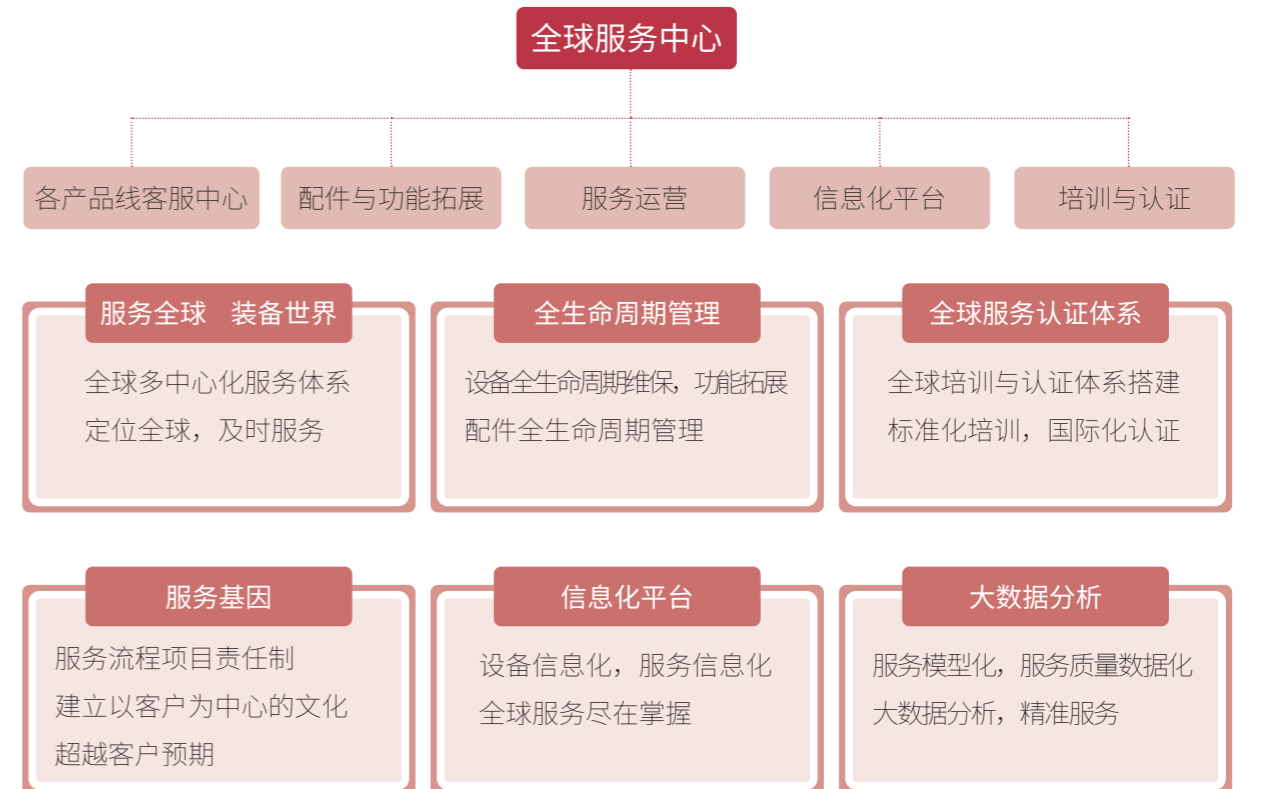 全球服务中心
各产品线客服中心
配件与功能拓展
服务运营
信息化平台
培训与认证
服务全球 装备世界
全球多中心化服务体系
定位全球，及时服务
全生命周期管理
设备全生命周期维保，功能拓展
配件全生命周期管理
全球服务认证体系
全球培训与认证体系搭建
标准化培训，国际化认证
服务基因
服务流程项目责任制
建立以客户为中心的文化
超越客户预期
信息化平台
设备信息化，服务信息化
全球服务尽在掌握
大数据分析
服务模型化，服务质量数据化
大数据分析，精准服务